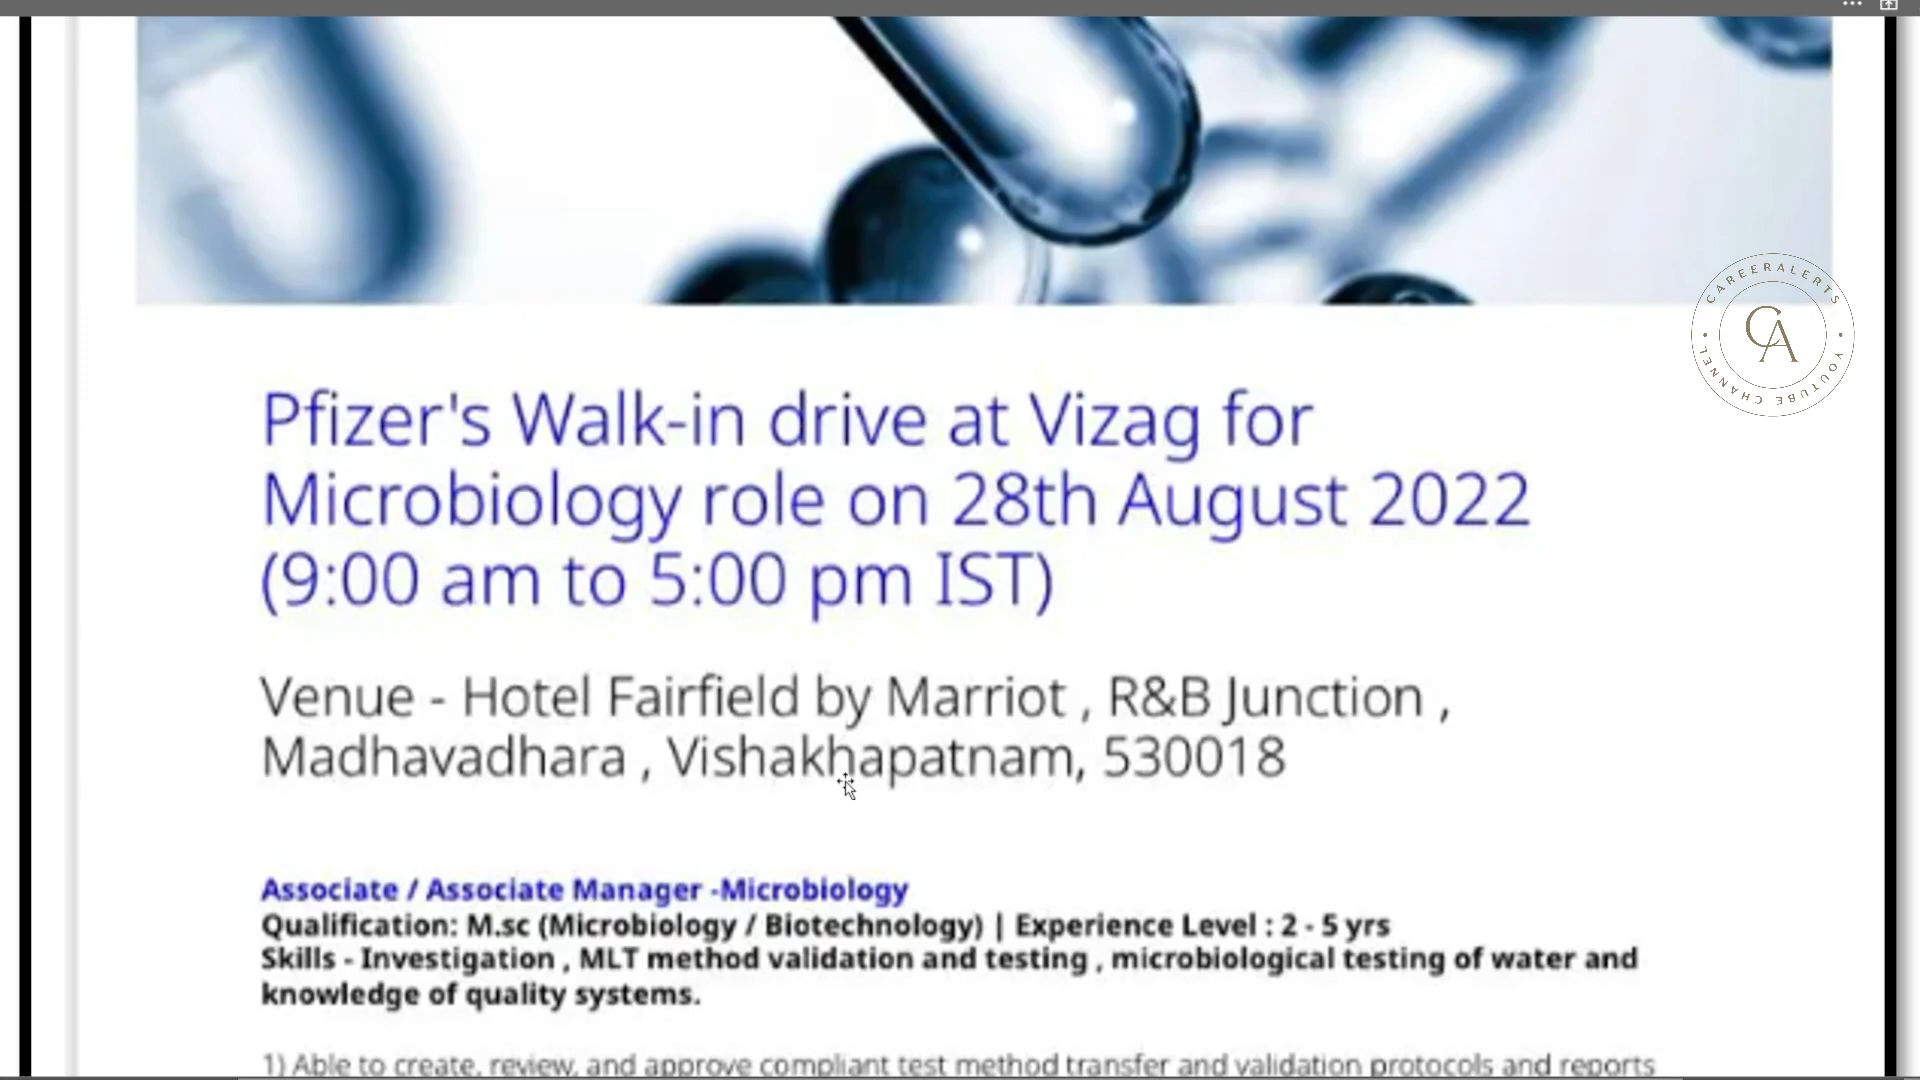 CAREERALERTS
CA
YOUTUBE CHANNEL
Pfizer's Walk-in drive at Vizag for
Microbiology role on 28th August 2022
(9:00 am to 5:00 pm IST)
Venue - Hotel Fairfield by Marriot , R&B Junction ,
Madhavadhara , Vishakhapatnam, 530018
Associate / Associate Manager -Microbiology
Qualification: M.sc (Microbiology / Biotechnology) | Experience Level : 2 - 5 yrs
Skills - Investigation , MLT method validation and testing , microbiological testing of water and
knowledge of quality systems.
1) Able to create, review, and approve compliant test method transfer and validation protocols and reports